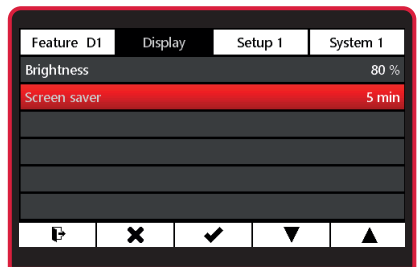 Feature D1 Display Setup 1 System 1
Brightness 80 %
Screen saver 5 min